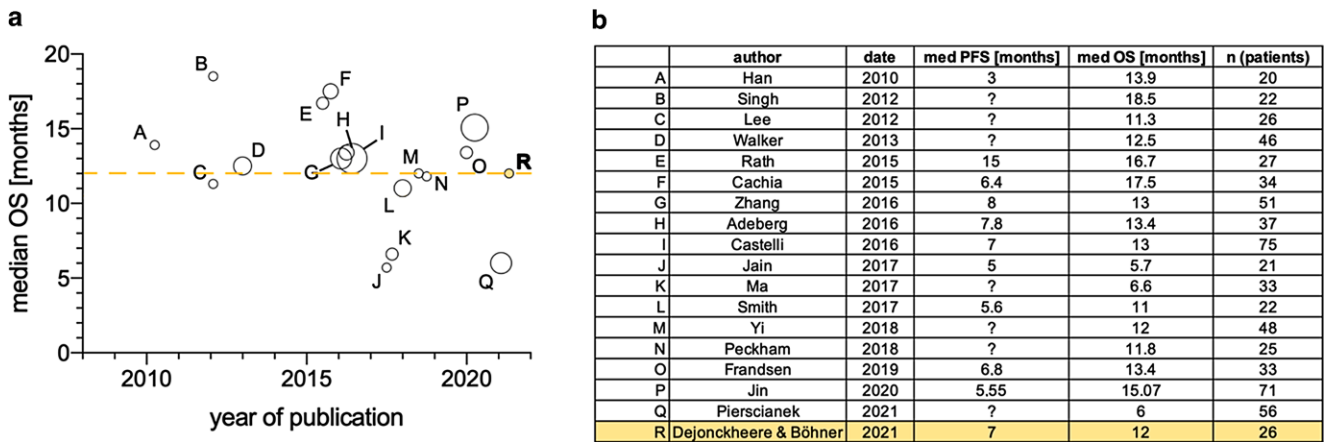 a
20
15
10
5
0
median OS [months]
2010
2015
2020
year of publication
A
B
C
D
E
F
G
H
I
J
K
L
M
N
O
P
Q
R
b
author date med PFS [months] med OS [months] n (patients)
A Han 2010 3 13.9 20
B Singh 2012 ? 18.5 22
C Lee 2012 ? 11.3 26
D Walker 2013 ? 12.5 46
E Rath 2015 15 16.7 27
F Cachia 2015 6.4 17.5 34
G Zhang 2016 8 13 51
H Adeberg 2016 7.8 13.4 37
I Castelli 2016 7 13 75
J Jain 2017 5 5.7 21
K Ma 2017 ? 6.6 33
L Smith 2017 5.6 11 22
M Yi 2018 ? 12 48
N Peckham 2018 ? 11.8 25
O Frandsen 2019 6.8 13.4 33
P Jin 2020 5.55 15.07 71
Q Pierscianek 2021 ? 6 56
R Dejonckheere & Böhner 2021 7 12 26